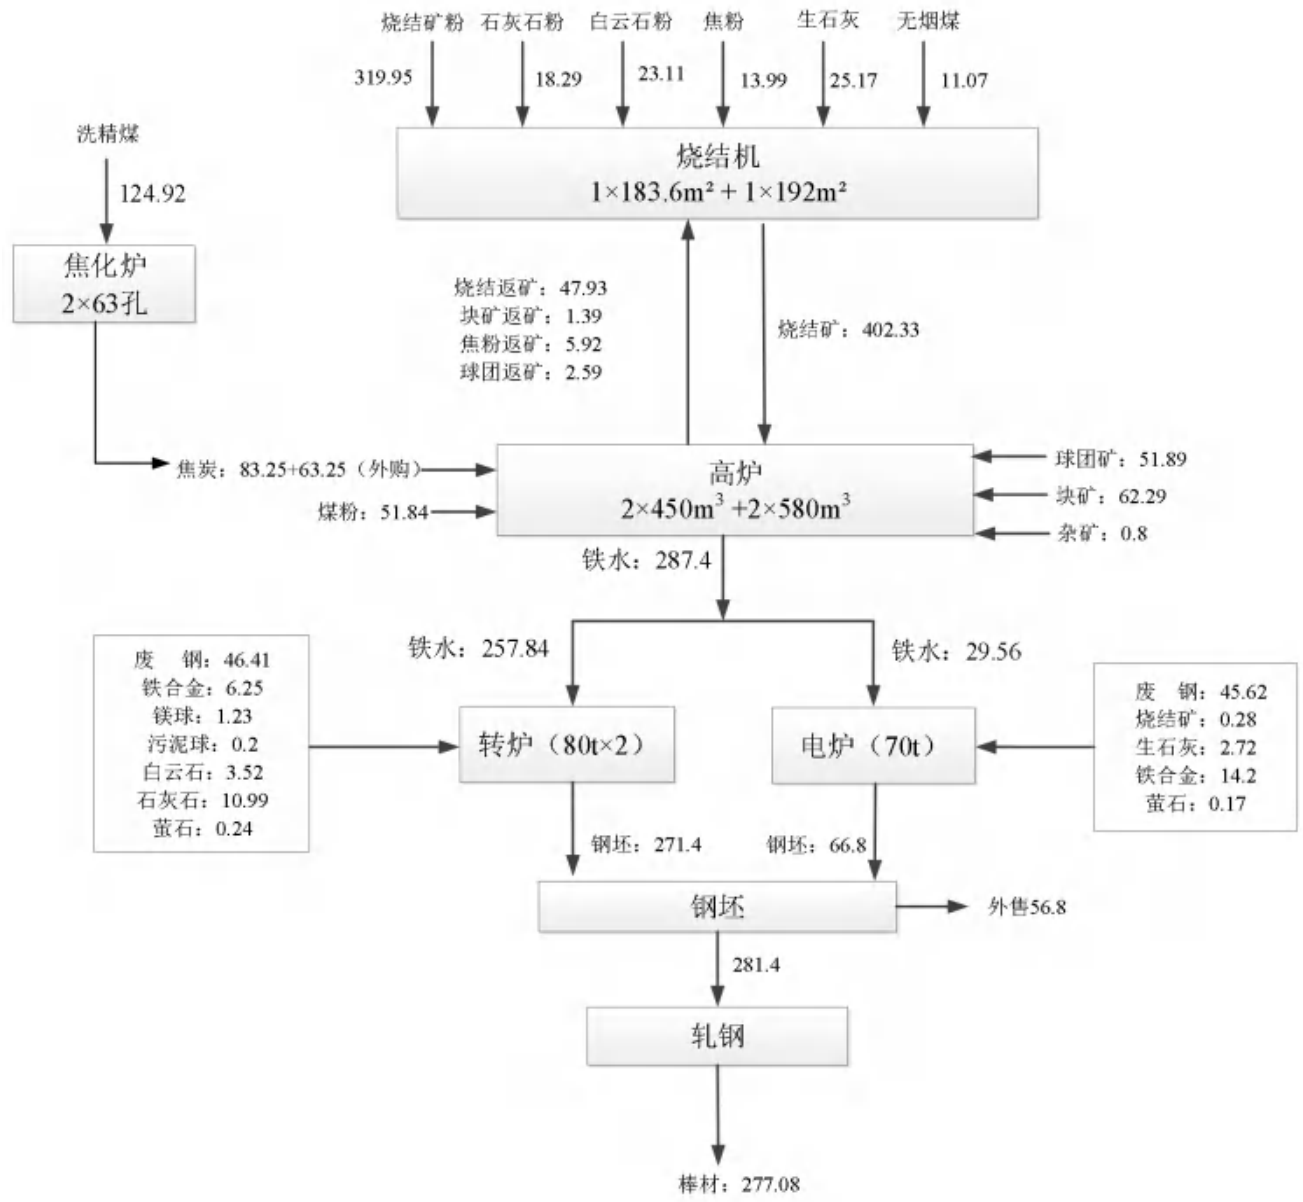 烧结矿粉 石灰石粉 白云石粉 焦粉 生石灰 无烟煤
319.95 18.29 23.11 13.99 25.17 11.07
烧结机
1×183.6m² + 1×192m²
洗精煤
124.92
焦化炉
2×63孔
烧结返矿：47.93
块矿返矿：1.39
焦粉返矿：5.92
球团返矿：2.59
烧结矿：402.33
焦炭：83.25+63.25（外购）
煤粉：51.84
高炉
2×450m³ +2×580m³
球团矿：51.89
块矿：62.29
杂矿：0.8
铁水：287.4
铁水：257.84
铁水：29.56
废 钢：46.41
铁合金：6.25
镁球：1.23
污泥球：0.2
白云石：3.52
石灰石：10.99
萤石：0.24
转炉（80t×2）
电炉（70t）
废 钢：45.62
烧结矿：0.28
生石灰：2.72
铁合金：14.2
萤石：0.17
钢坯：271.4
钢坯：66.8
钢坯
外售56.8
281.4
轧钢
棒材：277.08